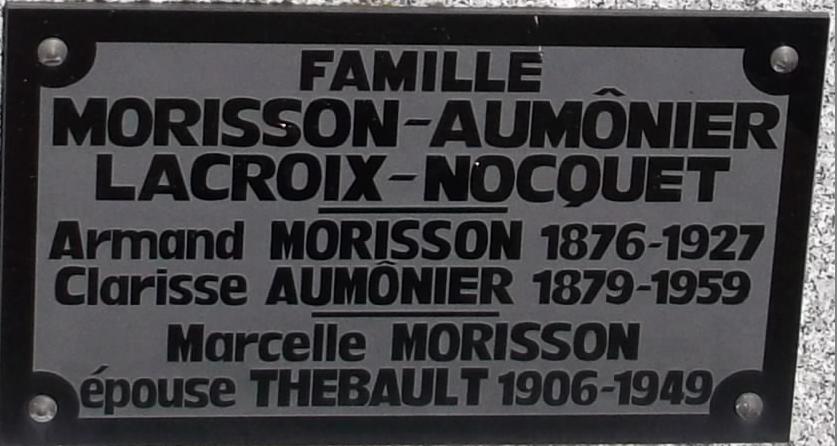 FAMILLE
MORISSON-AUMÔNIER
LACROIX-NOCQUET
Armand MORISSON 1876-1927
Clarisse AUMÔNIER 1879-1959
Marcelle MORISSON
épouse THEBAULT 1906-1949